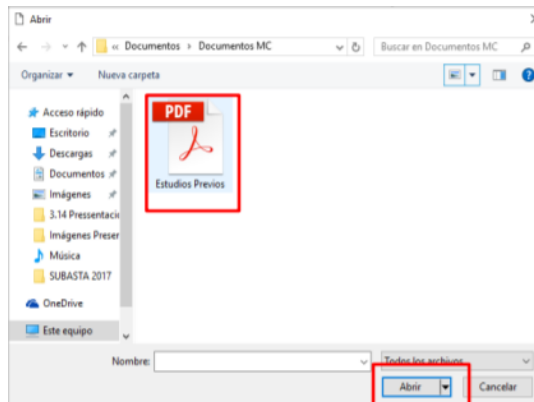 Abrir
« Documentos › Documentos MC
Buscar en Documentos MC
Organizar
Nueva carpeta
Acceso rápido
Escritorio
Descargas
Documentos
Imágenes
3.14 Pressentacio
Imágenes Preser
Música
SUBASTA 2017
OneDrive
Este equipo
PDF
Estudios Previos
Nombre:
Todos los archivos
Abrir
Cancelar